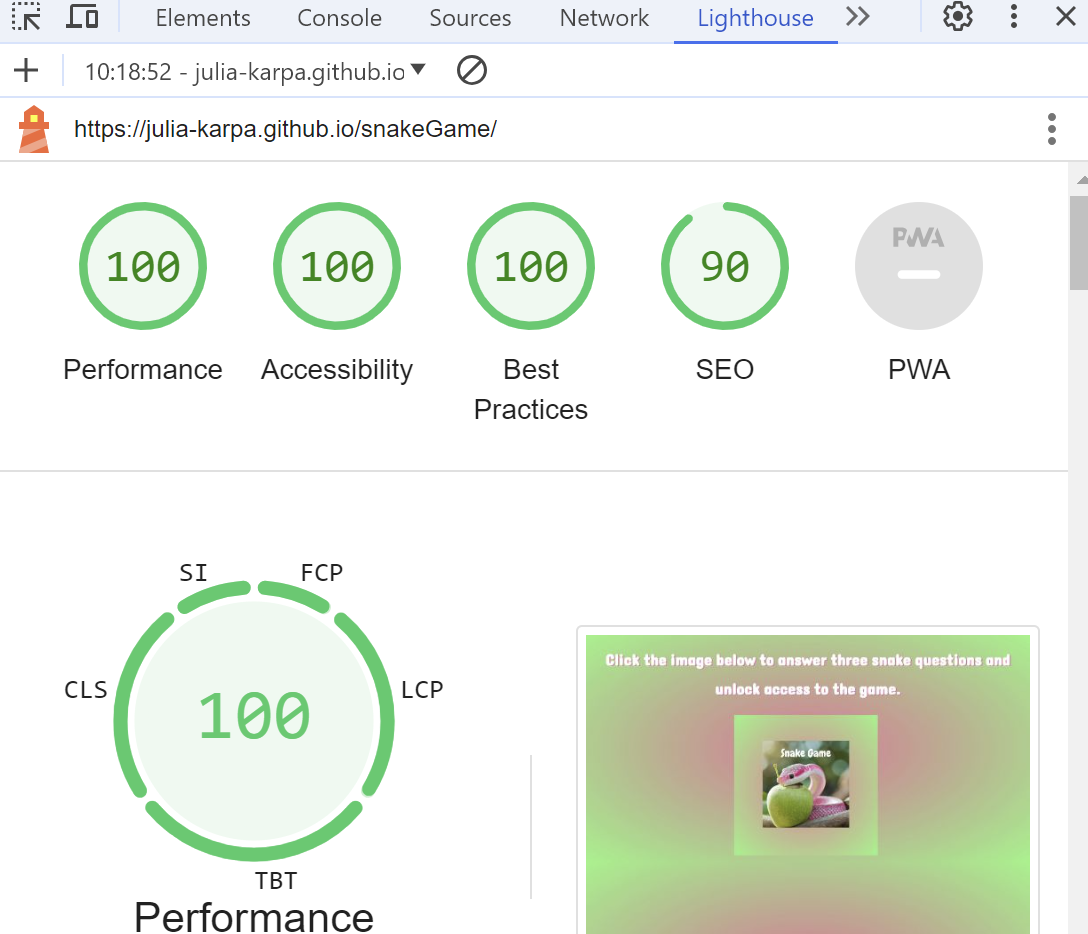 Elements Console Sources Network Lighthouse
10:18:52 - julia-karpa.github.io
https://julia-karpa.github.io/snakeGame/
100 100 100 90 PWA
Performance Accessibility Best Practices SEO PWA
SI FCP
CLS 100 LCP
TBT
Performance
Click the image below to answer three snake questions and
unlock access to the game.
Snake Game